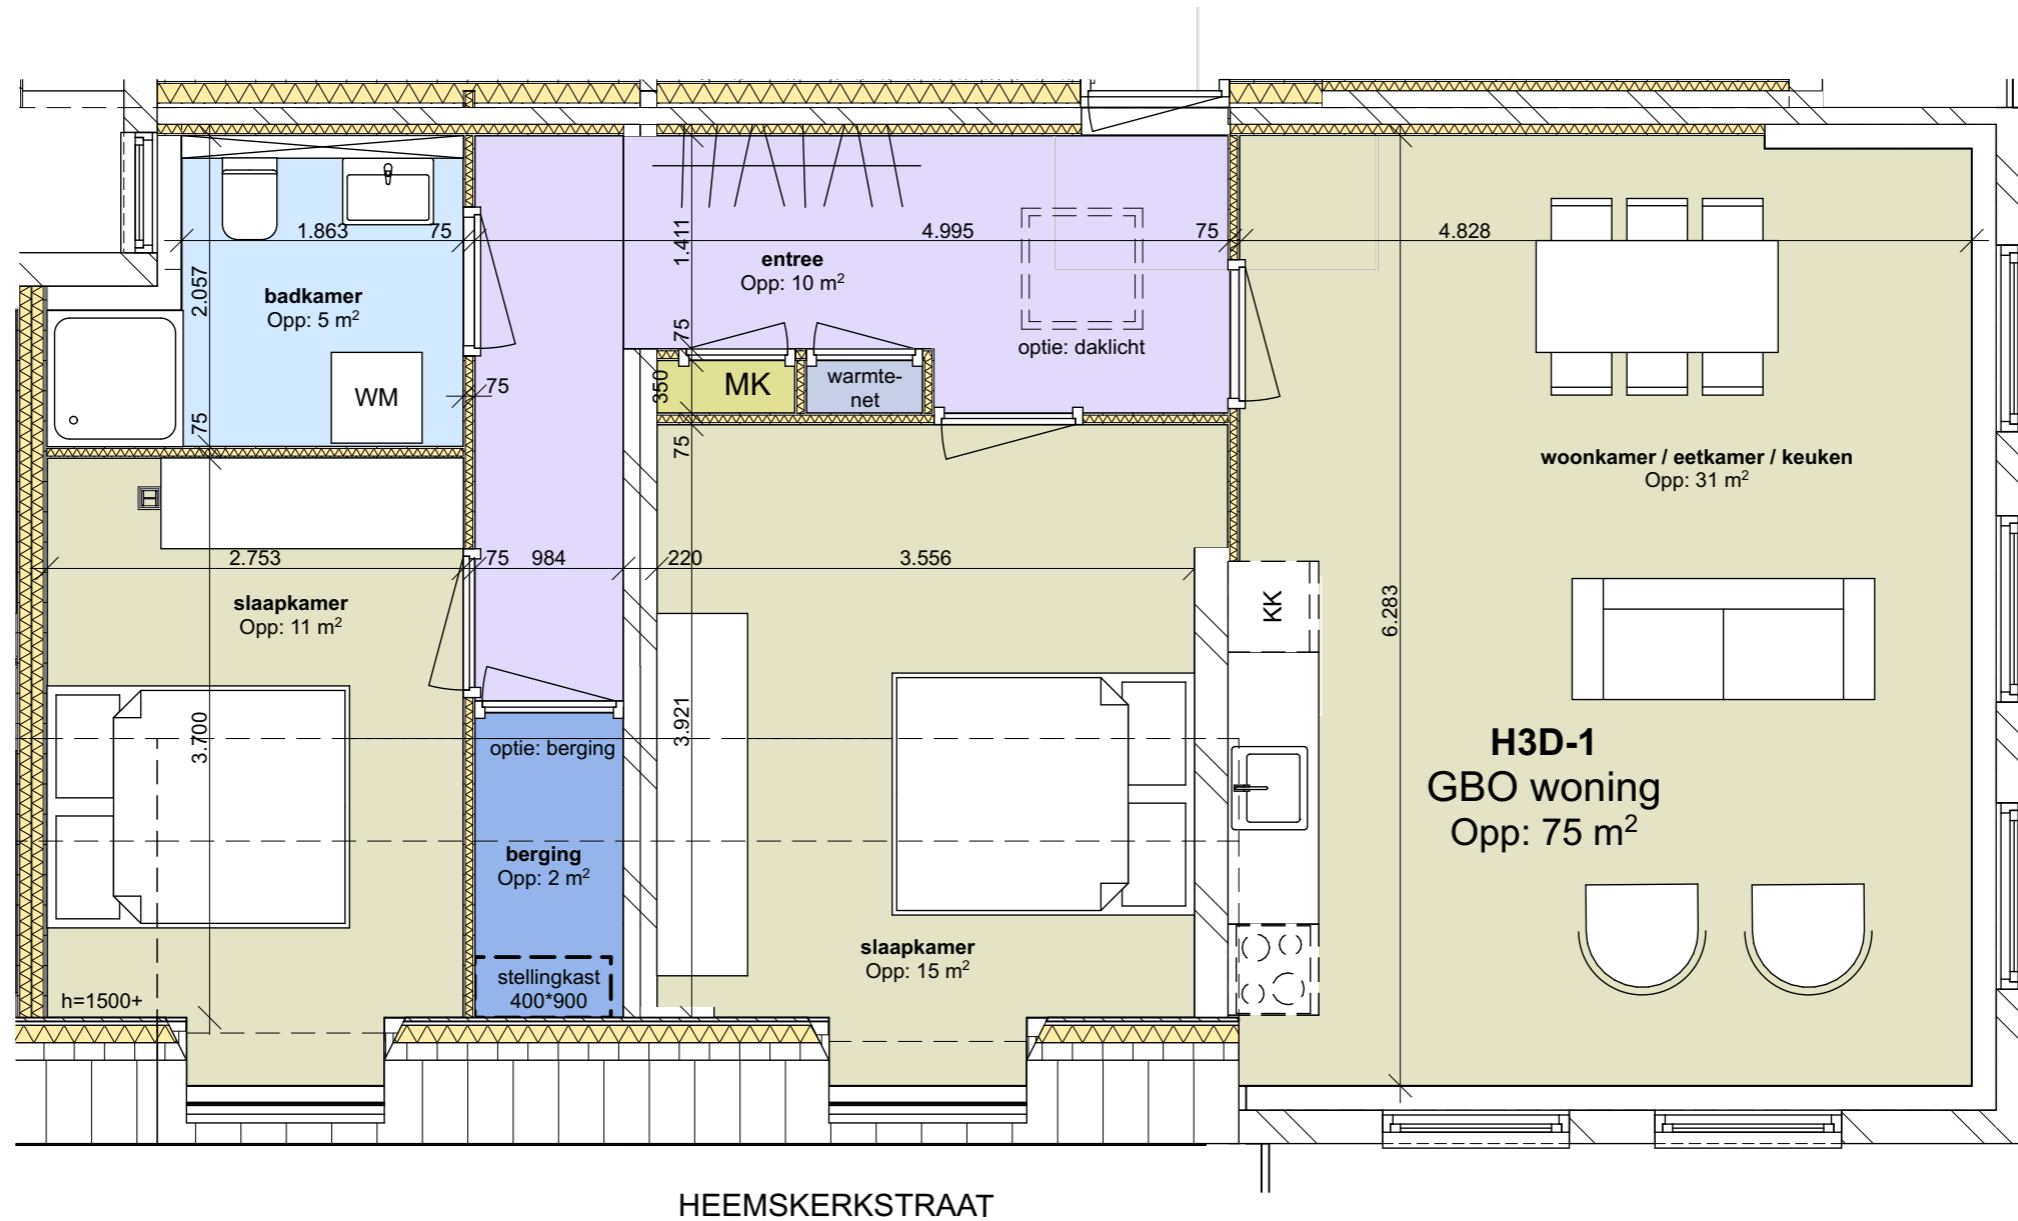 1.863
75
4.995
75
4.828
1.411
2.057
entree
Opp: 10 m²
badkamer
Opp: 5 m²
75
optie: daklicht
350
MK
warmte-
net
WM
75
75
75
woonkamer / eetkamer / keuken
Opp: 31 m²
2.753
75
984
220
3.556
slaapkamer
Opp: 11 m²
KK
6.283
3.700
3.921
optie: berging
H3D-1
GBO woning
Opp: 75 m²
berging
Opp: 2 m²
slaapkamer
Opp: 15 m²
stellingkast
400*900
h=1500+
HEEMSKERKSTRAAT